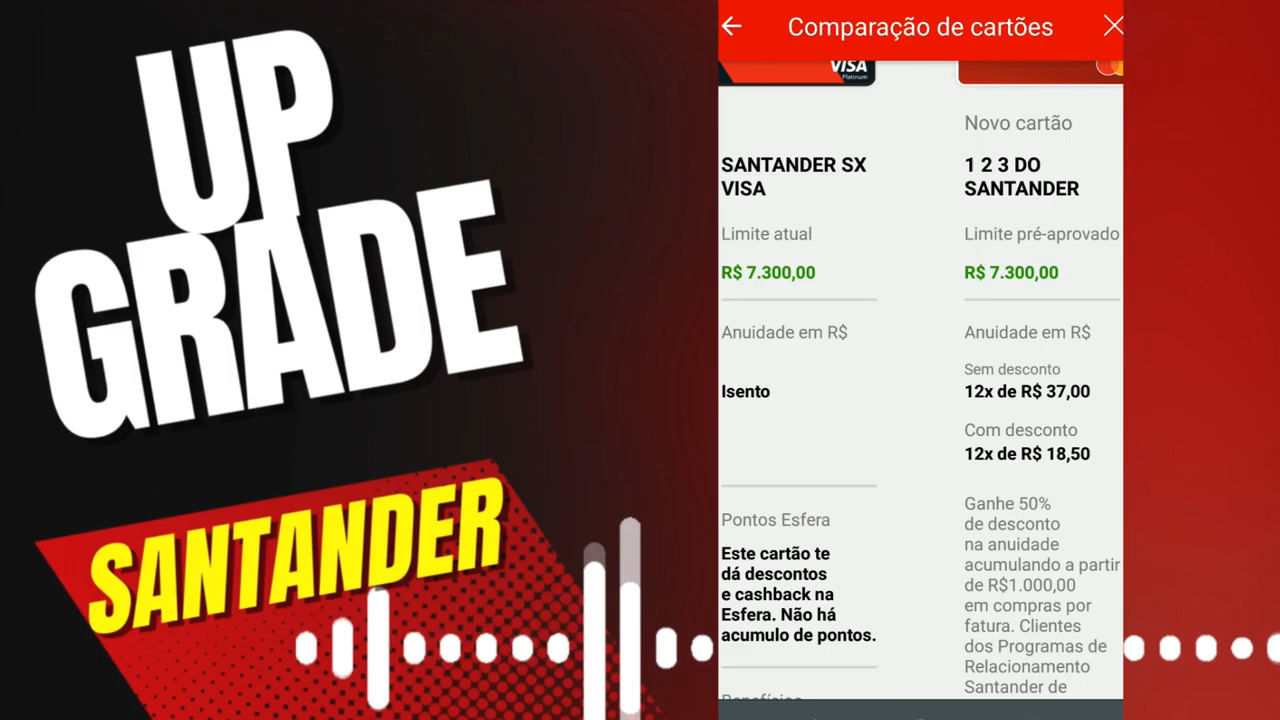 UP
GRADE
SANTANDER
Comparação de cartões
VISA
Platinum
SANTANDER SX
VISA
Limite atual
R$ 7.300,00
Anuidade em R$
Isento
Pontos Esfera
Este cartão te
dá descontos
e cashback na
Esfera. Não há
acumulo de pontos.
Benefícios
Novo cartão
1 2 3 DO
SANTANDER
Limite pré-aprovado
R$ 7.300,00
Anuidade em R$
Sem desconto
12x de R$ 37,00
Com desconto
12x de R$ 18,50
Ganhe 50%
de desconto
na anuidade
acumulando a partir
de R$1.000,00
em compras por
fatura. Clientes
dos Programas de
Relacionamento
Santander de